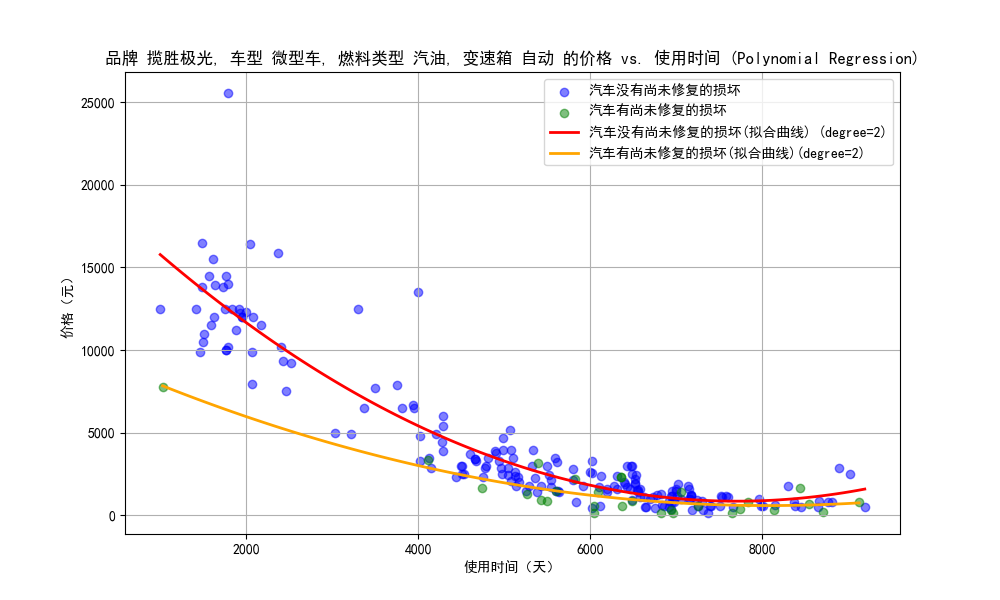 品牌 揽胜极光, 车型 微型车, 燃料类型 汽油, 变速箱 自动 的价格 vs. 使用时间 (Polynomial Regression)
汽车没有尚未修复的损坏
汽车有尚未修复的损坏
汽车没有尚未修复的损坏(拟合曲线) (degree=2)
汽车有尚未修复的损坏(拟合曲线)(degree=2)
25000
20000
15000
10000
5000
0
价格（元）
2000
4000
6000
8000
使用时间（天）